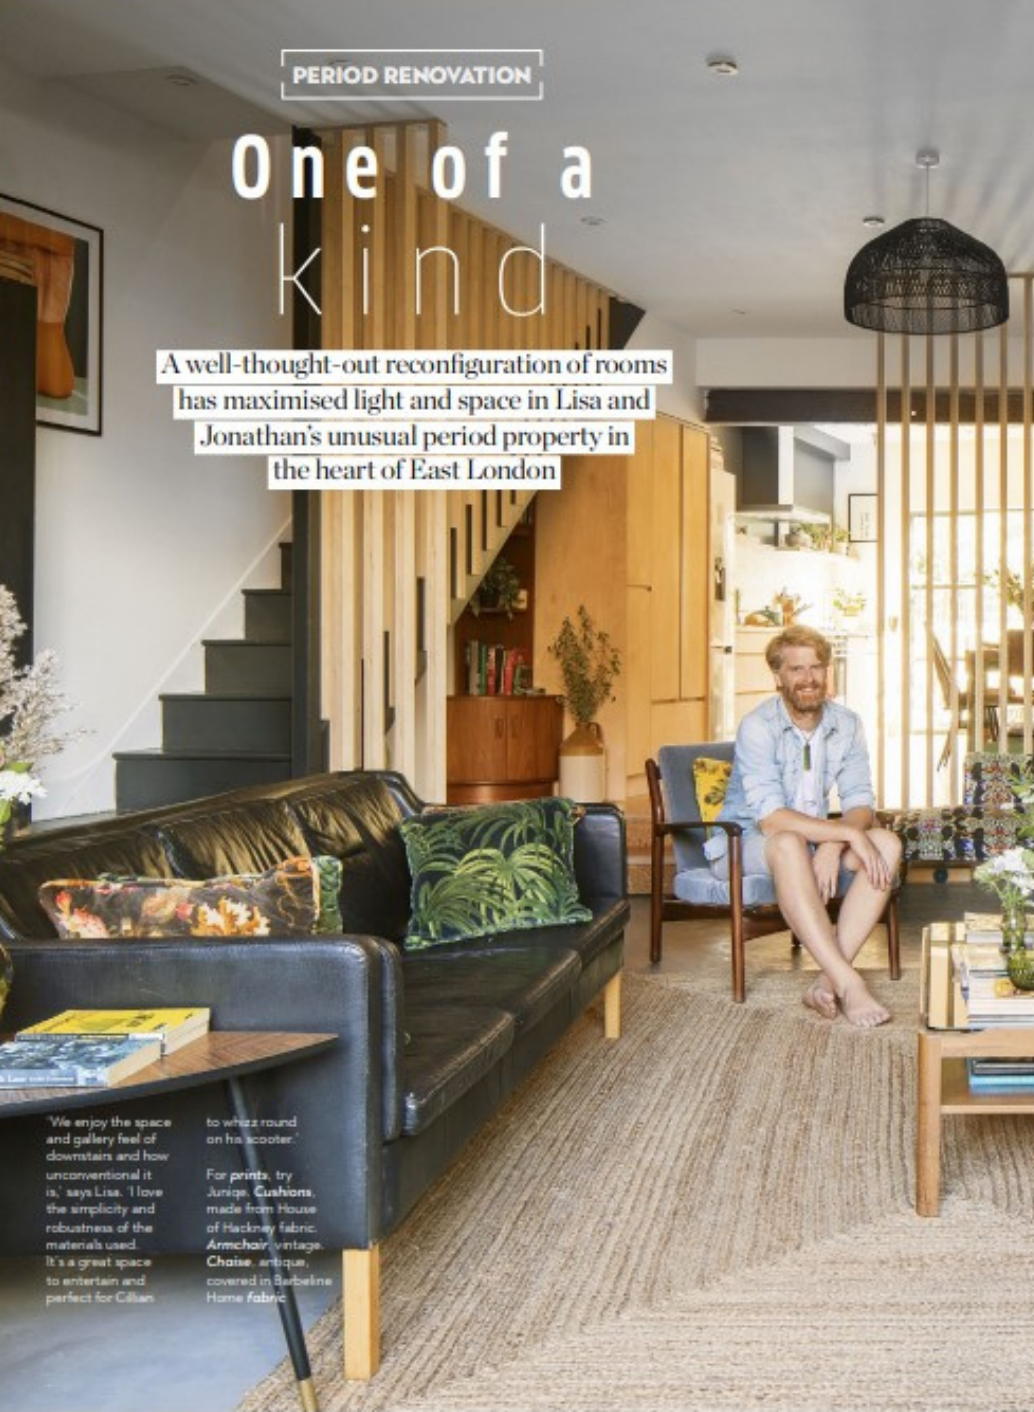 PERIOD RENOVATION
One of a
kind
A well-thought-out reconfiguration of rooms
has maximised light and space in Lisa and
Jonathan's unusual period property in
the heart of East London
'We enjoy the space
and gallery feel of
downstairs and how
unconventional it
is,' says Lisa. 'I love
the simplicity and
robustness of the
materials used.
It's a great space
to entertain and
perfect for Cillian
to whizz round
on his scooter.'
For prints, try
Juniqe. Cushions,
made from House
of Hackney fabric.
Armchair, vintage.
Chaise, antique,
covered in Barbeline
Home fabric